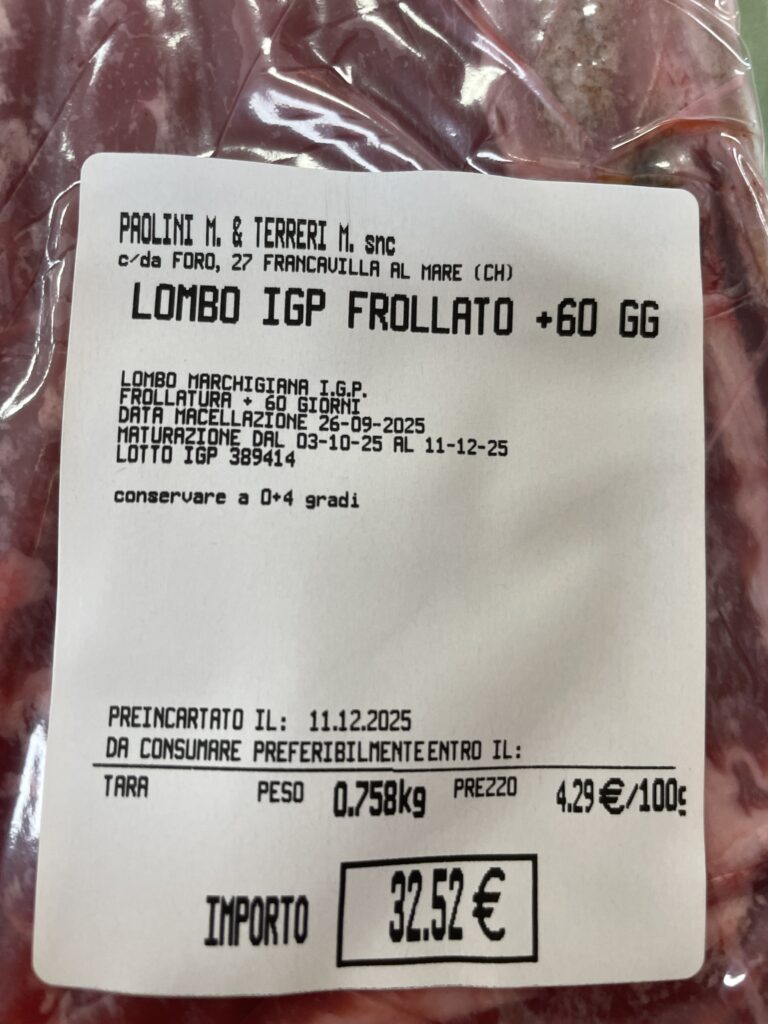 PAOLINI M. & TERRERI M. snc
c/da FORO, 27 FRANCAVILLA AL MARE (CH)
LOMBO IGP FROLLATO +60 GG
LOMBO MARCHIGIANA I.G.P.
FROLLATURA + 60 GIORNI
DATA MACELLAZIONE 26-09-2025
MATURAZIONE DAL 03-10-25 AL 11-12-25
LOTTO IGP 389414
conservare a 0+4 gradi
PREINCARTATO IL: 11.12.2025
DA CONSUMARE PREFERIBILMENTE ENTRO IL:
TARA PESO 0.758kg PREZZO 4.29 €/100g
IMPORTO 32.52 €